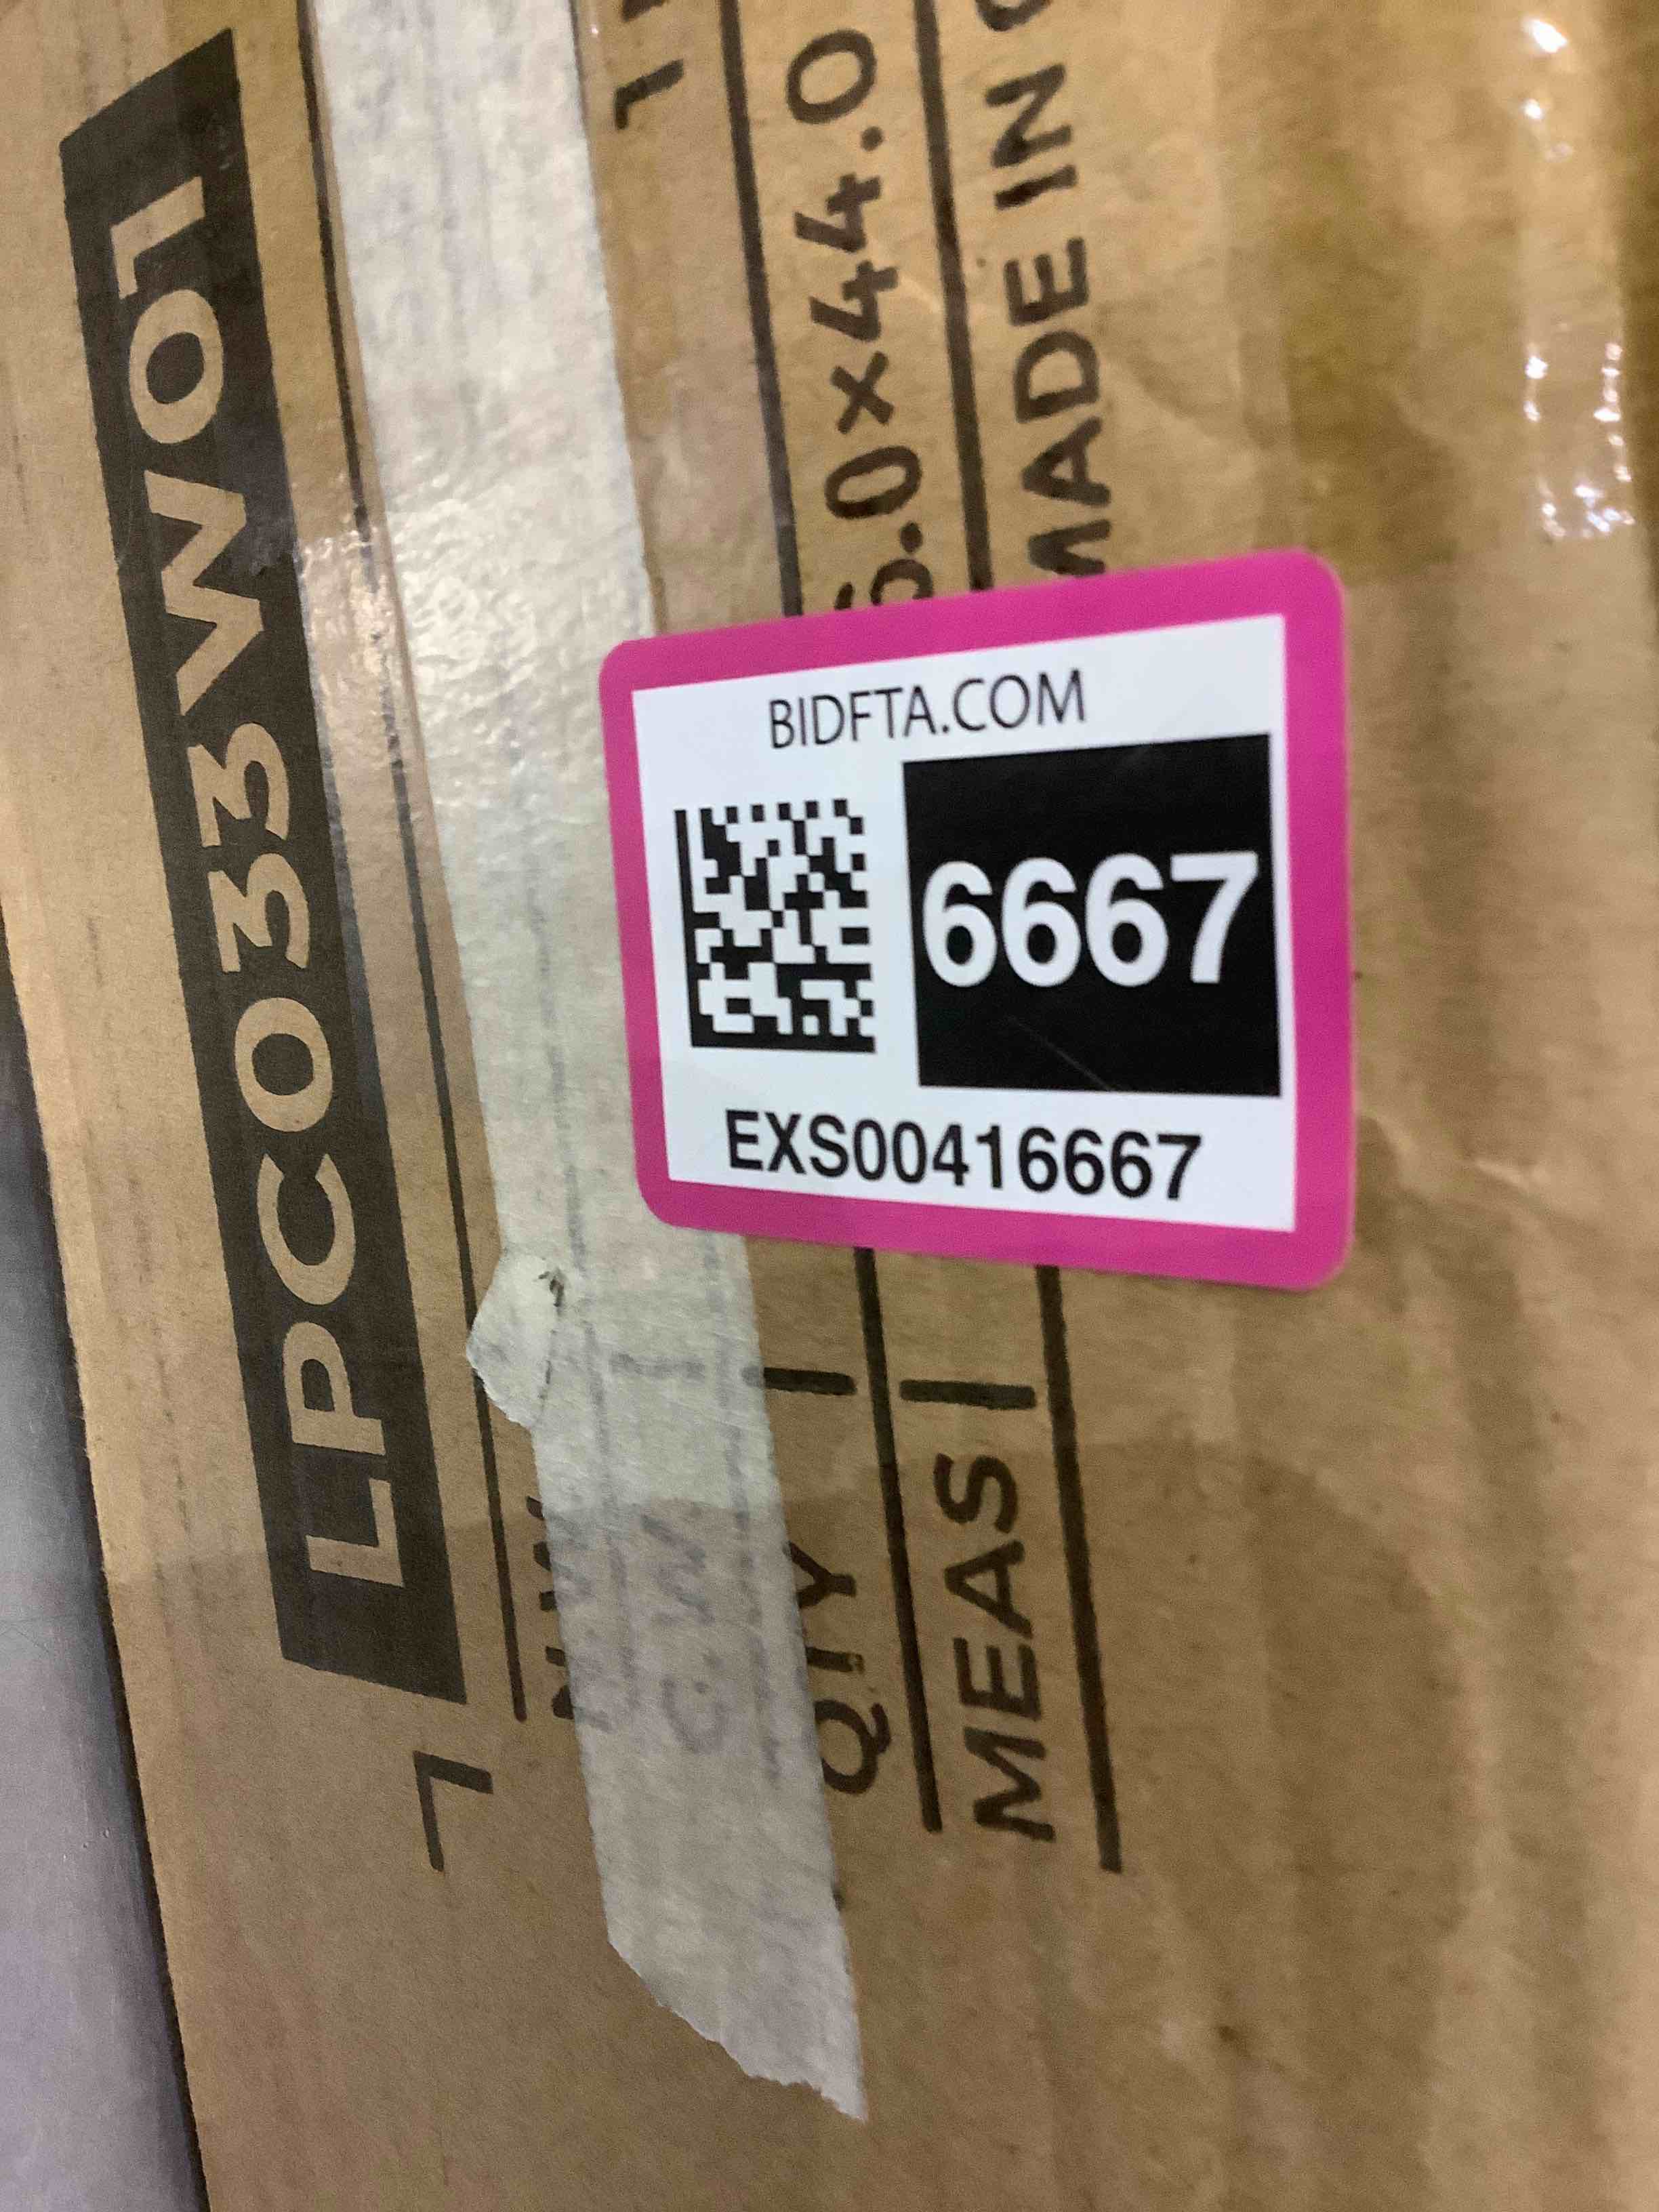 LPC033W01
N.W
G.W.
QTY
MEAS
.0×44.0
MADE IN
BIDFTA.COM
6667
EXS00416667